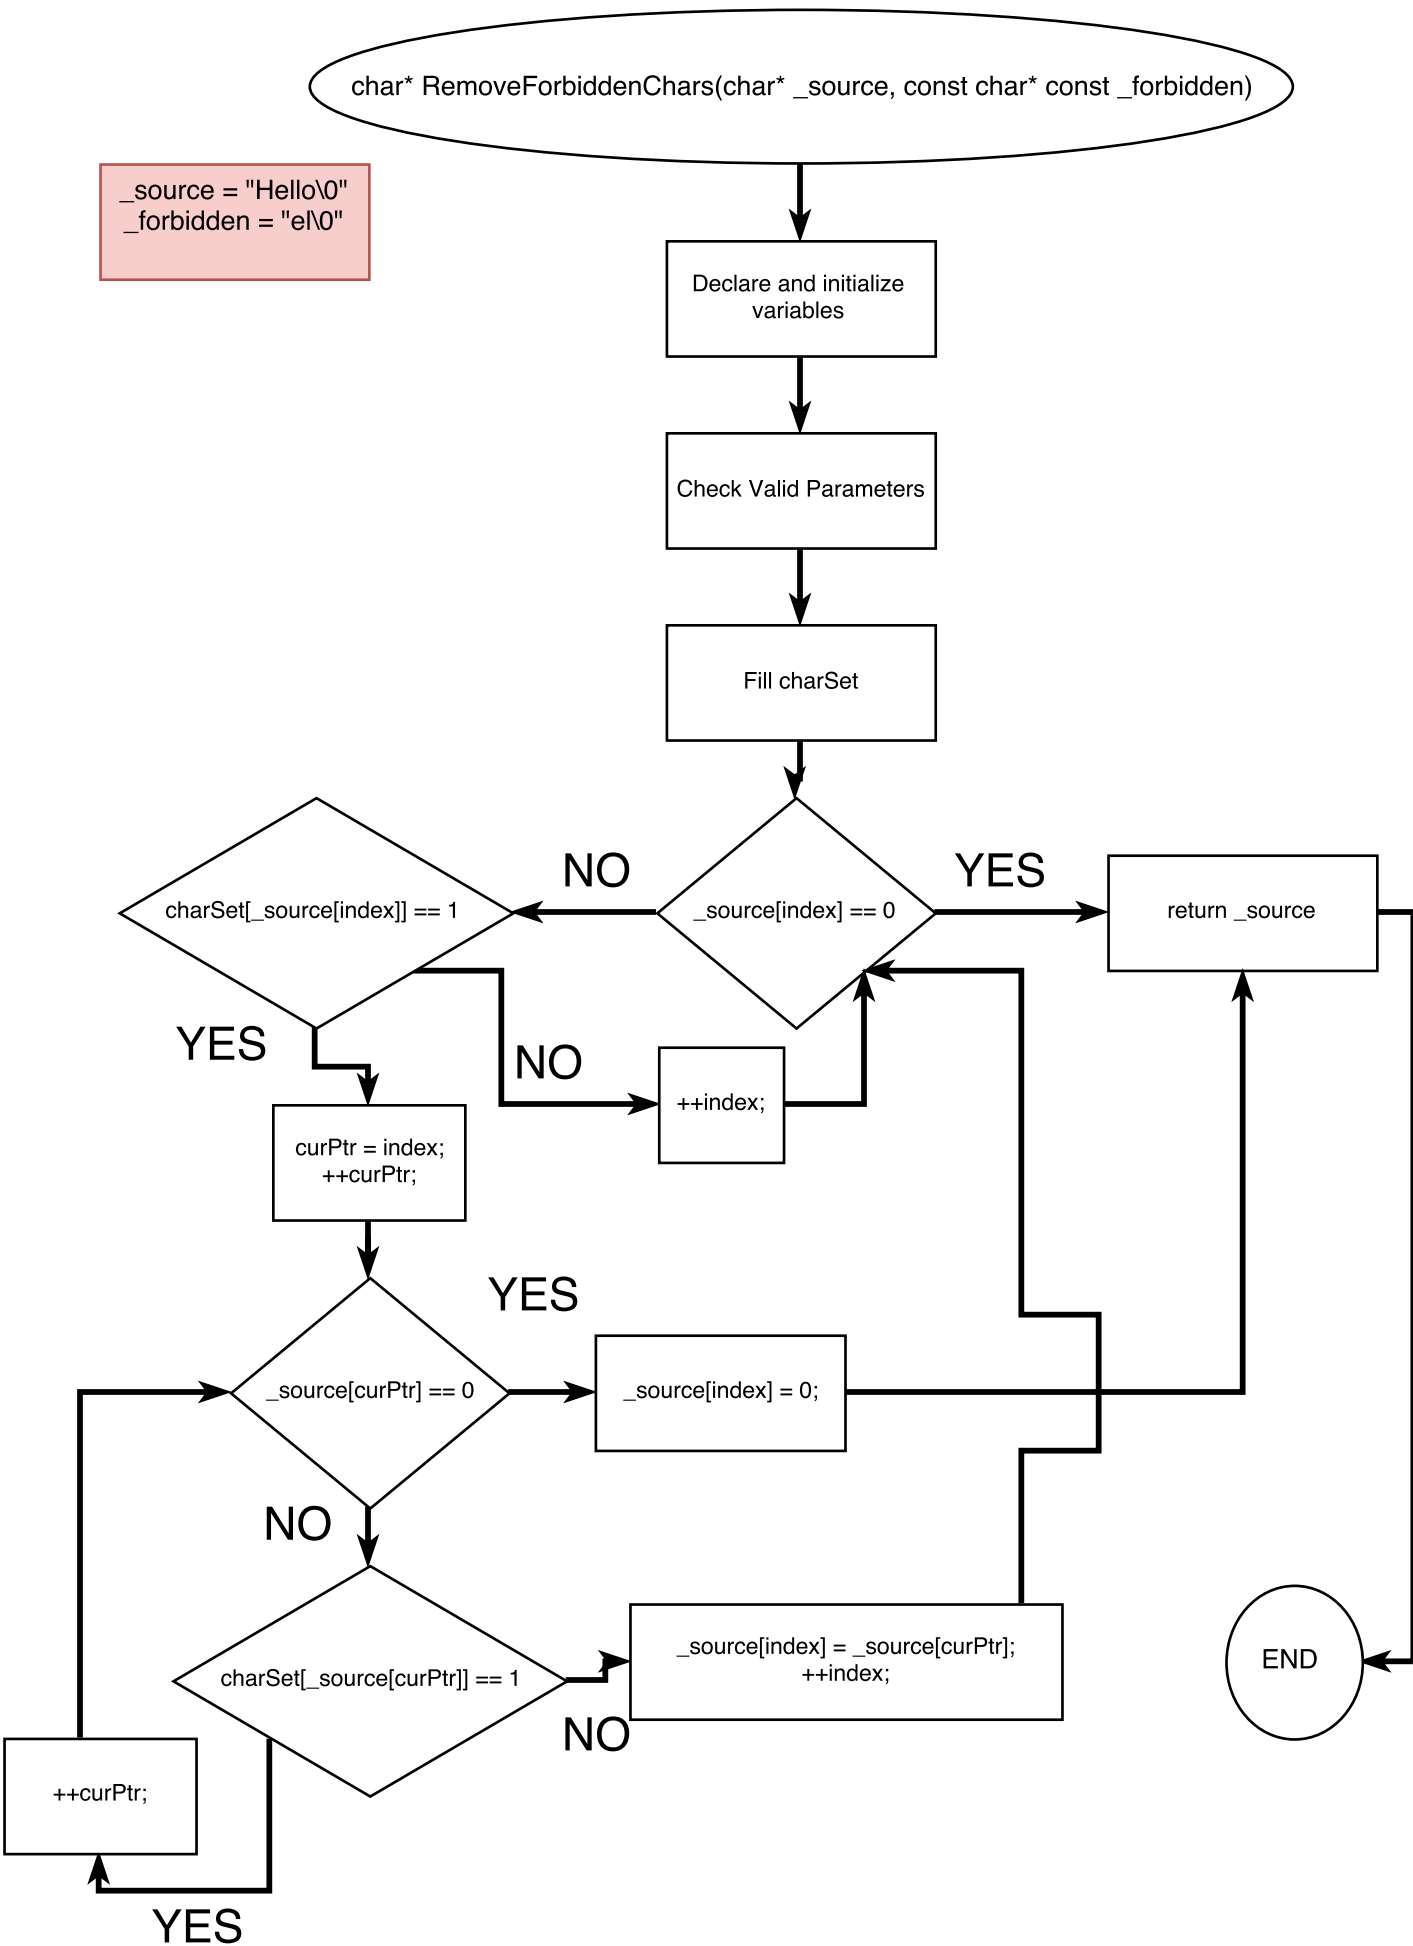 char* RemoveForbiddenChars(char* _source, const char* const _forbidden)
_source = "Hello\0"
_forbidden = "el\0"
Declare and initialize
variables
Check Valid Parameters
Fill charSet
NO
YES
charSet[_source[index]] == 1
_source[index] == 0
return _source
YES
NO
++index;
curPtr = index;
++curPtr;
YES
_source[curPtr] == 0
_source[index] = 0;
NO
_source[index] = _source[curPtr];
++index;
END
charSet[_source[curPtr]] == 1
NO
++curPtr;
YES